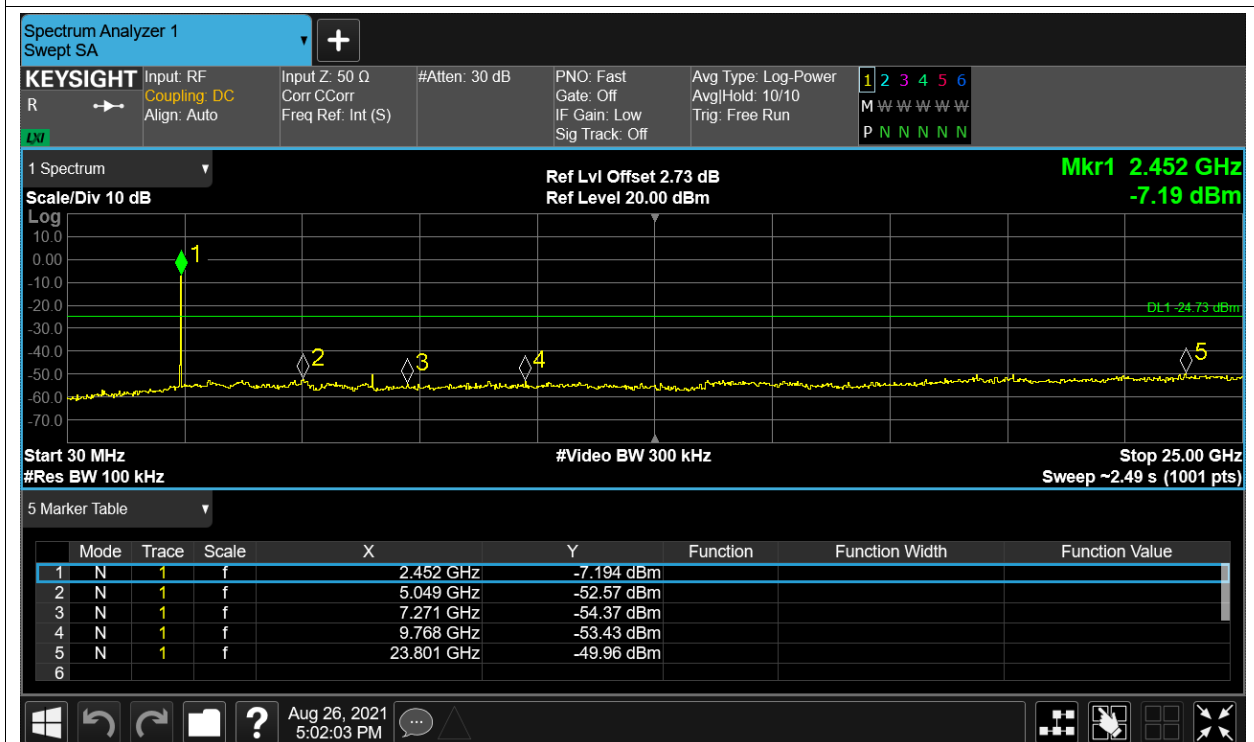 Spectrum Analyzer 1
Swept SA
+
KEYSIGHT Input: RF Input Z: 50 Ω #Atten: 30 dB PNO: Fast Avg Type: Log-Power 1 2 3 4 5 6
R Coupling: DC Corr CCorr Gate: Off Avg|Hold: 10/10 M W W W W W
Align: Auto Freq Ref: Int (S) IF Gain: Low Trig: Free Run
LXI Sig Track: Off P N N N N N
1 Spectrum Ref Lvl Offset 2.73 dB Mkr1 2.452 GHz
Scale/Div 10 dB Ref Level 20.00 dBm -7.19 dBm
Log
10.0
0.00 1
-10.0
-20.0 DL1 -24.73 dBm
-30.0
-40.0 2 3 4 5
-50.0
-60.0
-70.0
Start 30 MHz #Video BW 300 kHz Stop 25.00 GHz
#Res BW 100 kHz Sweep ~2.49 s (1001 pts)
5 Marker Table
Mode Trace Scale X Y Function Function Width Function Value
1 N 1 f 2.452 GHz -7.194 dBm
2 N 1 f 5.049 GHz -52.57 dBm
3 N 1 f 7.271 GHz -54.37 dBm
4 N 1 f 9.768 GHz -53.43 dBm
5 N 1 f 23.801 GHz -49.96 dBm
6
? Aug 26, 2021
5:02:03 PM